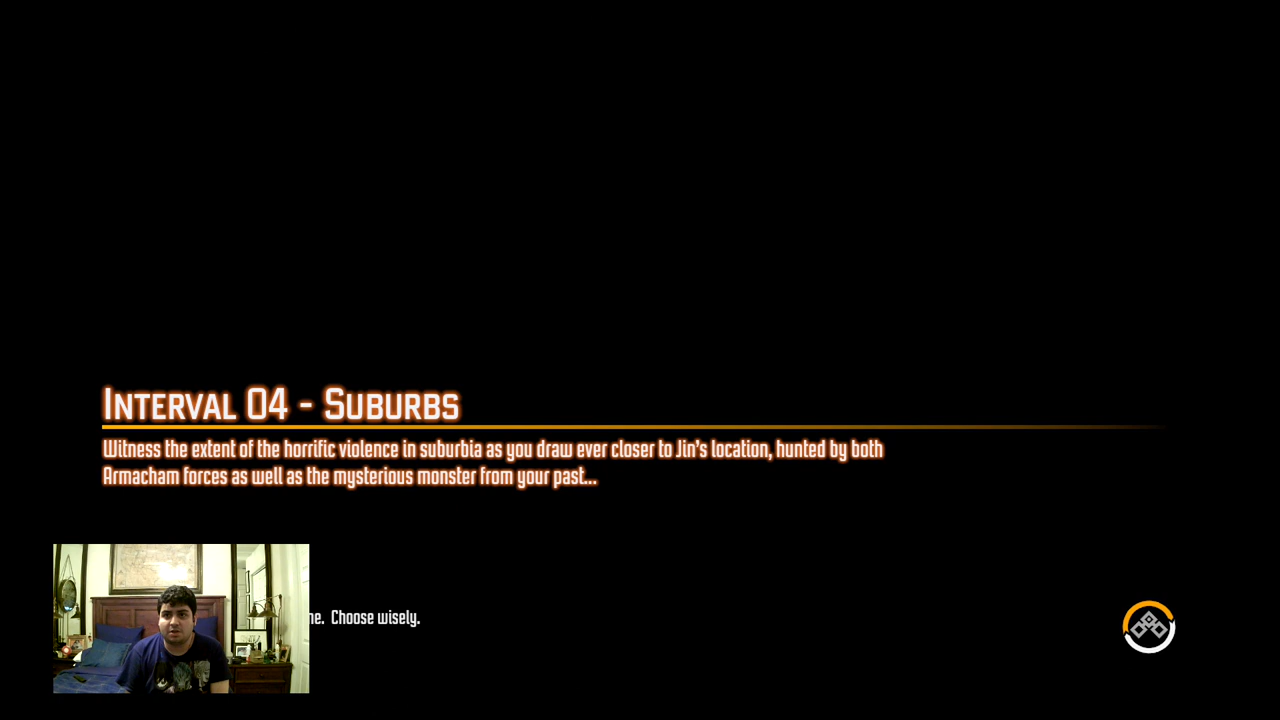 Interval 04 - Suburbs
Witness the extent of the horrific violence in suburbia as you draw ever closer to Jin's location, hunted by both
Armacham forces as well as the mysterious monster from your past...
Choose wisely.